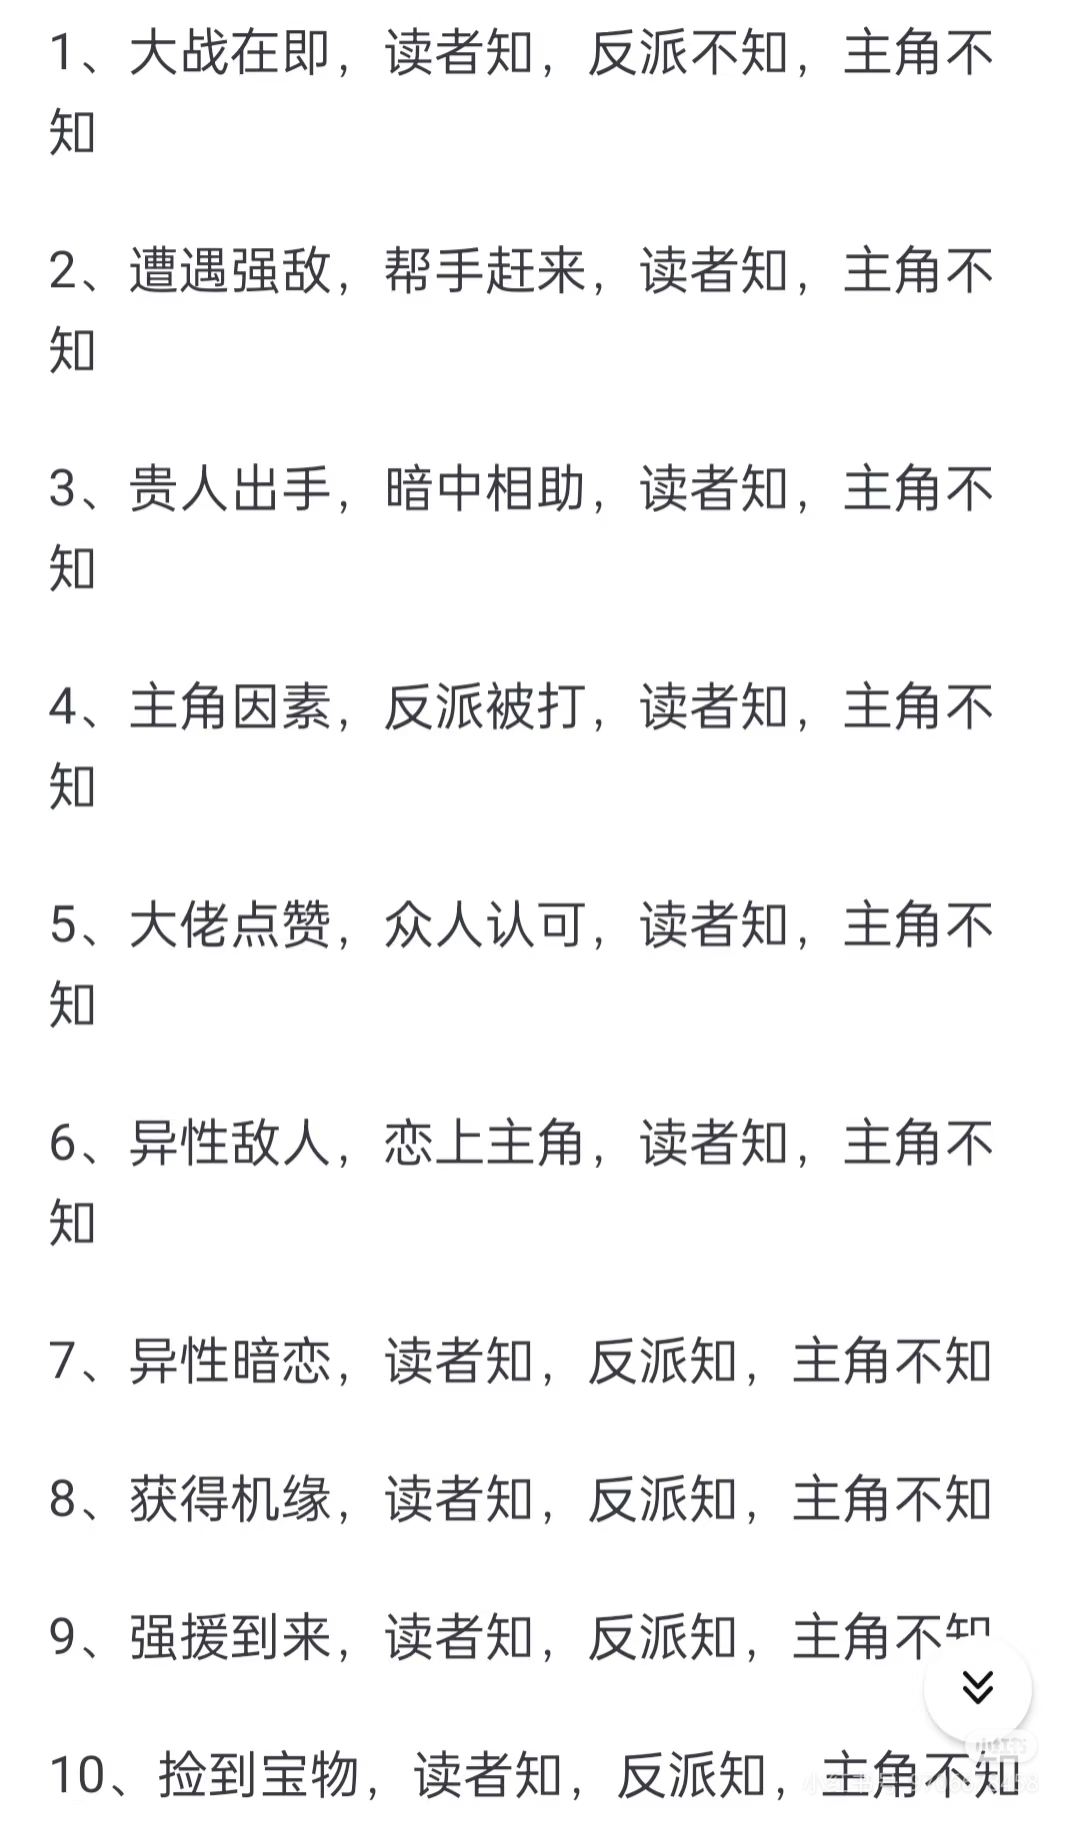 1、大战在即，读者知，反派不知，主角不
知
2、遭遇强敌，帮手赶来，读者知，主角不
知
3、贵人出手，暗中相助，读者知，主角不
知
4、主角因素，反派被打，读者知，主角不
知
5、大佬点赞，众人认可，读者知，主角不
知
6、异性敌人，恋上主角，读者知，主角不
知
7、异性暗恋，读者知，反派知，主角不知
8、获得机缘，读者知，反派知，主角不知
9、强援到来，读者知，反派知，主角不知
小红书
10、捡到宝物，读者知，反派知，主角不知